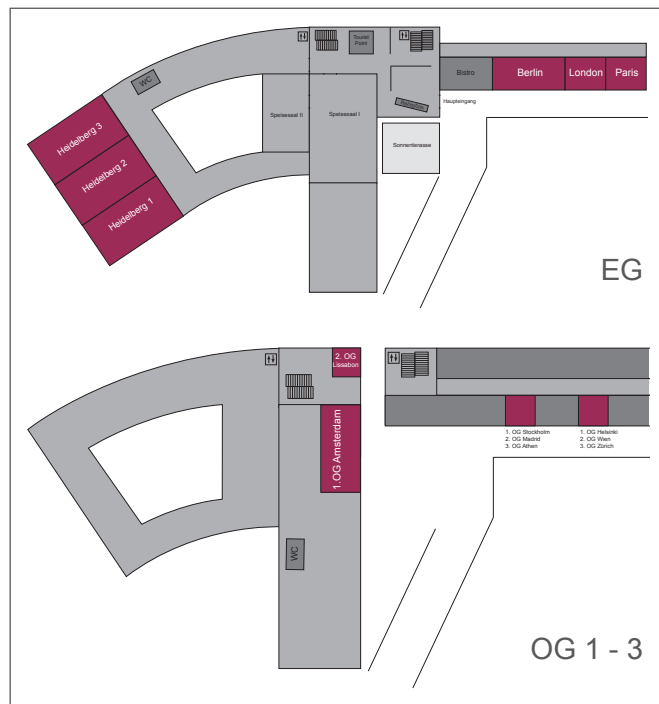 Tourist
Point
WC
Bistro
Berlin
London
Paris
Haupteingang
Heidelberg 3
Speisesaal II
Speisesaal I
Heidelberg 2
Sonnenterasse
Heidelberg 1
EG
2. OG
Lissabon
1.OG Amsterdam
1. OG Stockholm
2. OG Madrid
3. OG Athen
1. OG Helsinki
2. OG Wien
3. OG Zürich
WC
OG 1 - 3